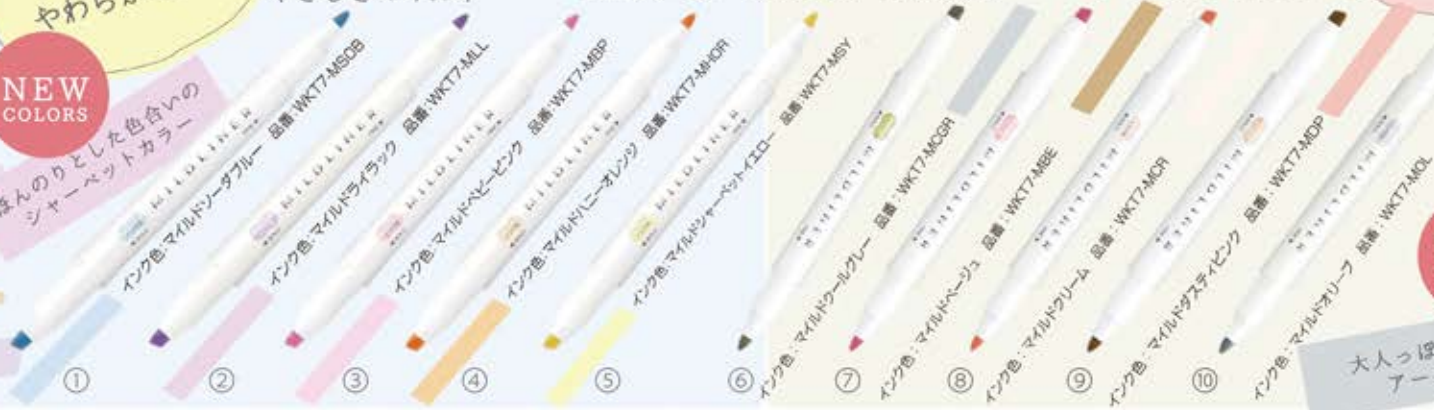 やわらか
NEW
COLORS
ほんのりとした色合いの
シャーベットカラー
MILDLINER
インク色:マイルドソーダブルー 品番:WKT7-MSOB
MILDLINER
インク色:マイルドライラック 品番:WKT7-MLL
MILDLINER
インク色:マイルドベビーピンク 品番:WKT7-MBP
MILDLINER
インク色:マイルドハニーオレンジ 品番:WKT7-MHOR
MILDLINER
インク色:マイルドシャーベットイエロー 品番:WKT7-MSY
インク色:マイルドクールグレー 品番:WKT7-MCGR
インク色:マイルドベージュ 品番:WKT7-MBE
インク色:マイルドクリーム 品番:WKT7-MCR
インク色:マイルドダスティピンク 品番:WKT7-MDP
インク色:マイルドオリーブ 品番:WKT7-MOL
① ② ③ ④ ⑤ ⑥ ⑦ ⑧ ⑨ ⑩
大人っぽ
アー